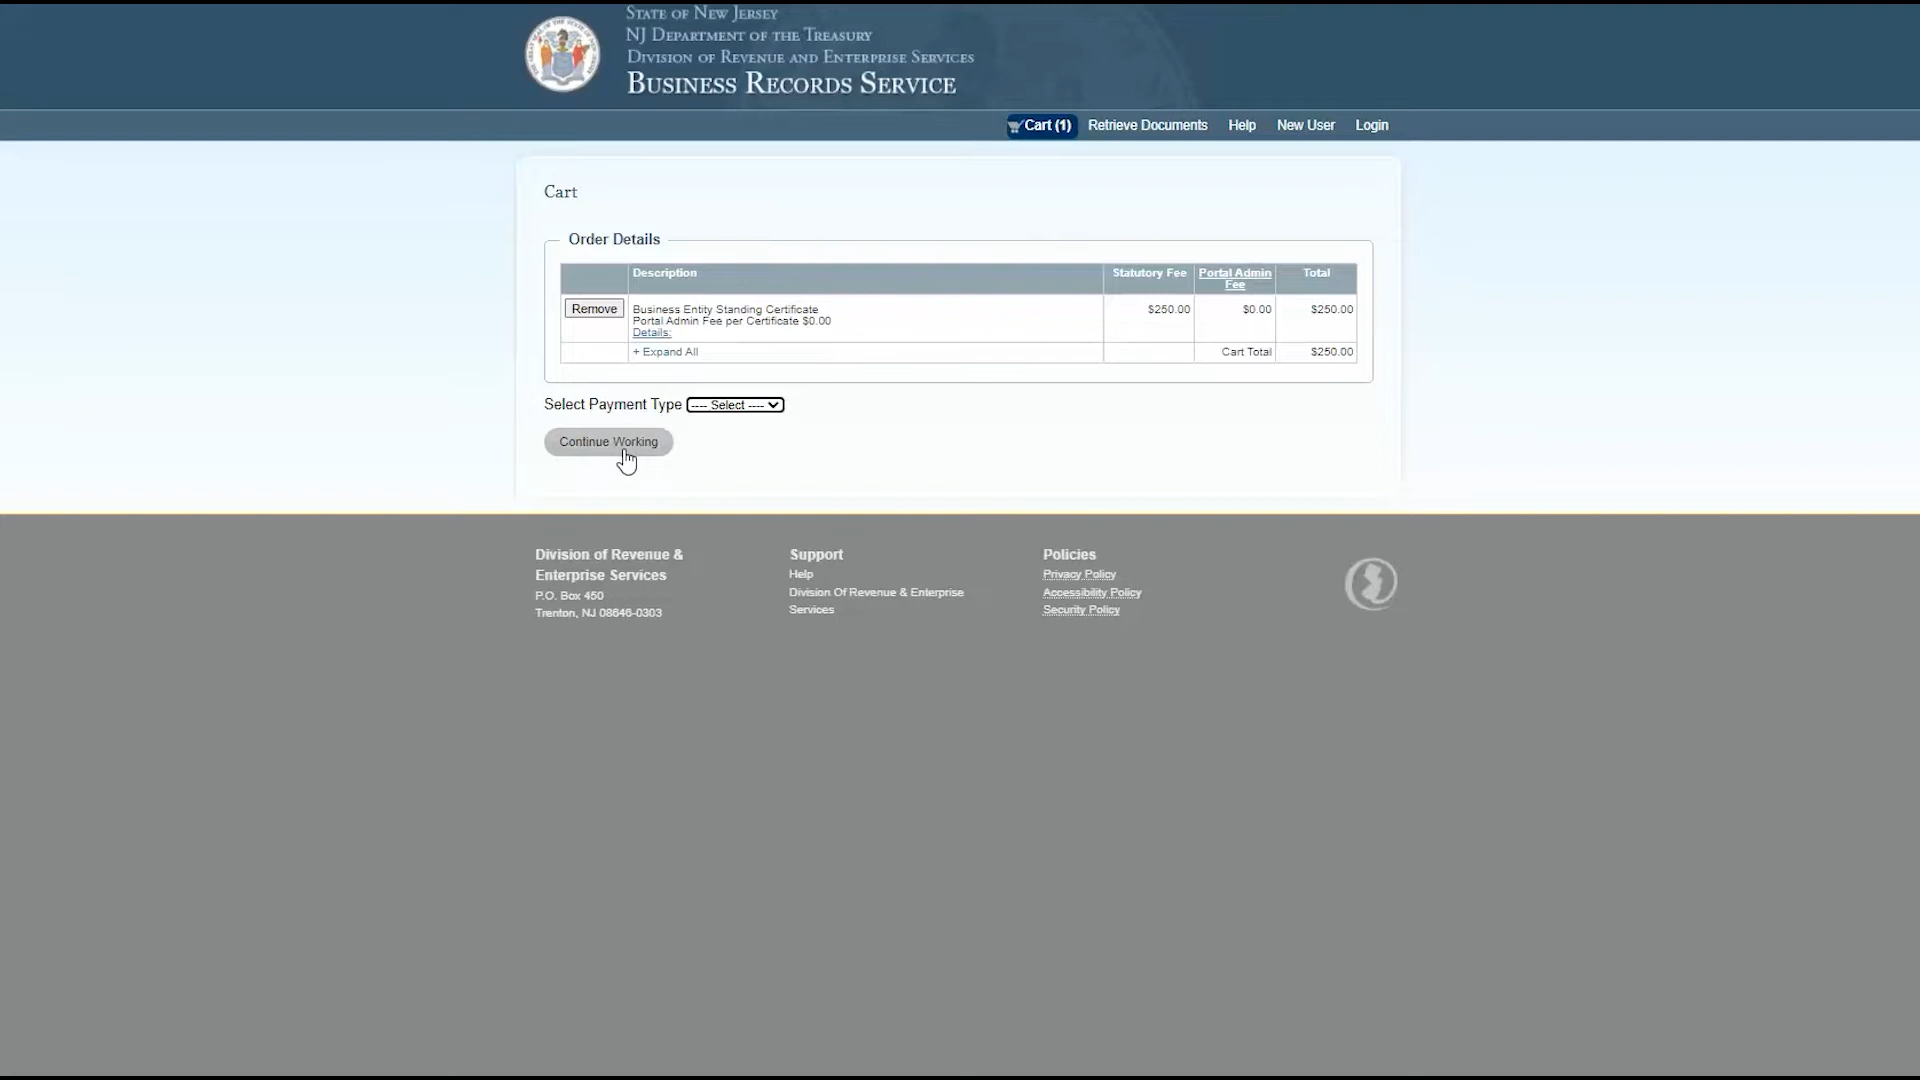 State of New Jersey
NJ Department of the Treasury
Division of Revenue and Enterprise Services
Business Records Service
Cart (1) Retrieve Documents Help New User Login
Cart
Order Details
Description Statutory Fee Portal Admin Fee Total
Remove Business Entity Standing Certificate $250.00 $0.00 $250.00
Portal Admin Fee per Certificate $0.00
Details:
+ Expand All Cart Total $250.00
Select Payment Type ---- Select ----
Continue Working
Division of Revenue &
Enterprise Services
P.O. Box 450
Trenton, NJ 08646-0303
Support
Help
Division Of Revenue & Enterprise
Services
Policies
Privacy Policy
Accessibility Policy
Security Policy